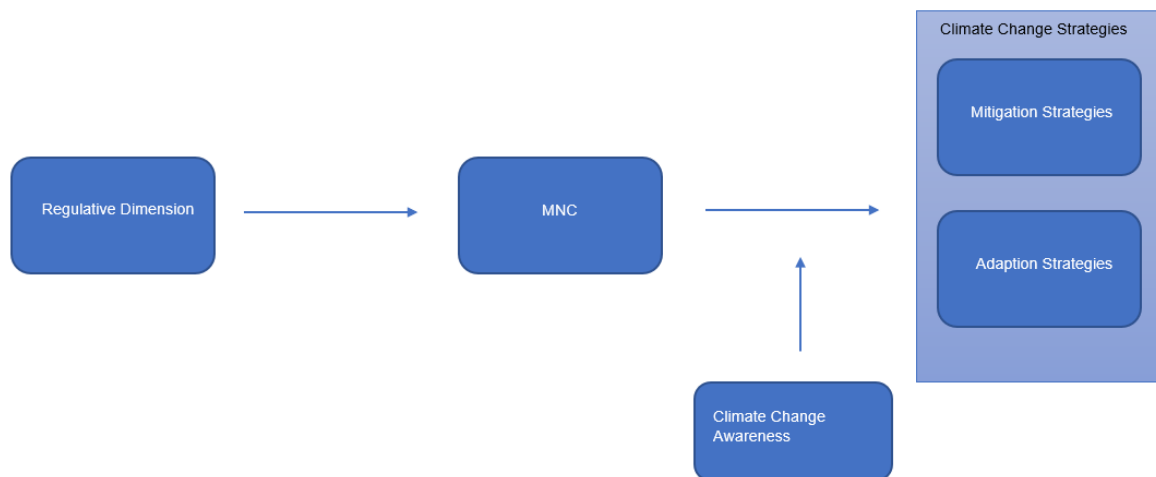 Climate Change Strategies
Mitigation Strategies
Regulative Dimension
MNC
Adaption Strategies
Climate Change
Awareness